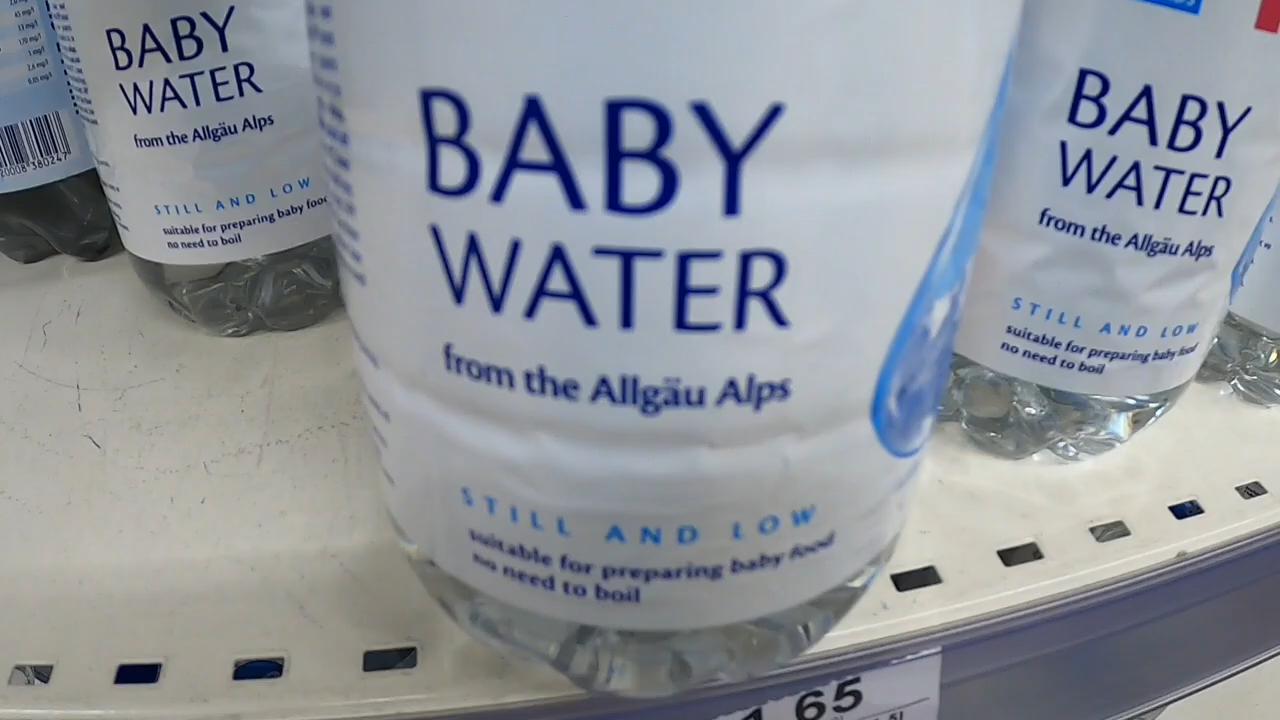 BABY
WATER
from the Allgäu Alps
STILL AND LOW
suitable for preparing baby food
no need to boil
BABY
WATER
from the Allgäu Alps
STILL AND LOW
suitable for preparing baby food
no need to boil
BABY
WATER
from the Allgäu Alps
STILL AND LOW
suitable for preparing baby food
no need to boil
65